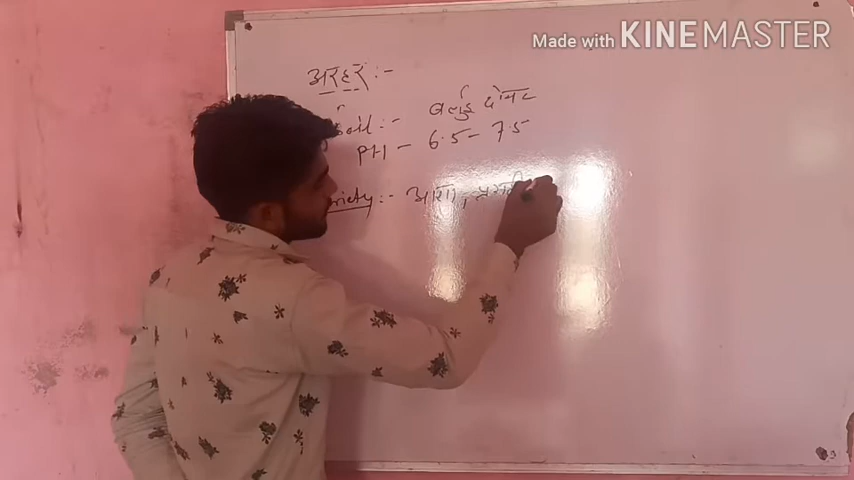 Made with KINEMASTER
अरहर :-
Soil :- बलुई दोमट
PH - 6.5 - 7.5
riety :- आशा,